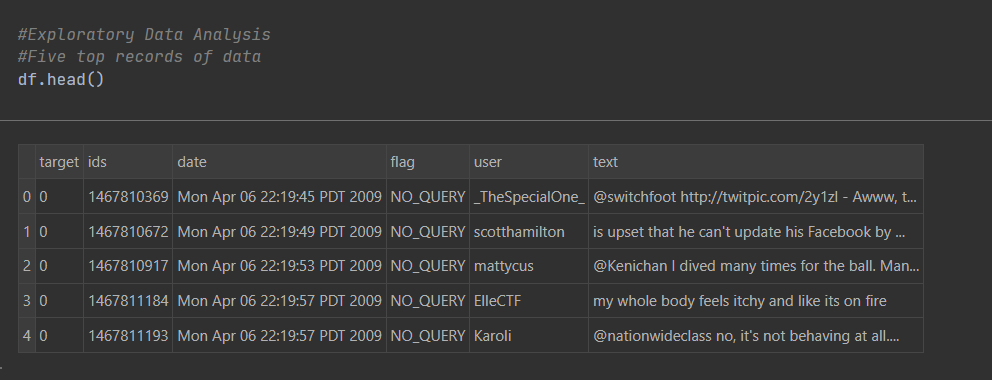 #Exploratory Data Analysis
#Five top records of data
df.head()
target ids date flag user text
0 0 1467810369 Mon Apr 06 22:19:45 PDT 2009 NO_QUERY _TheSpecialOne_ @switchfoot http://twitpic.com/2y1zl - Awww, t...
1 0 1467810672 Mon Apr 06 22:19:49 PDT 2009 NO_QUERY scotthamilton is upset that he can't update his Facebook by ...
2 0 1467810917 Mon Apr 06 22:19:53 PDT 2009 NO_QUERY mattycus @Kenichan I dived many times for the ball. Man...
3 0 1467811184 Mon Apr 06 22:19:57 PDT 2009 NO_QUERY ElleCTF my whole body feels itchy and like its on fire
4 0 1467811193 Mon Apr 06 22:19:57 PDT 2009 NO_QUERY Karoli @nationwideclass no, it's not behaving at all....